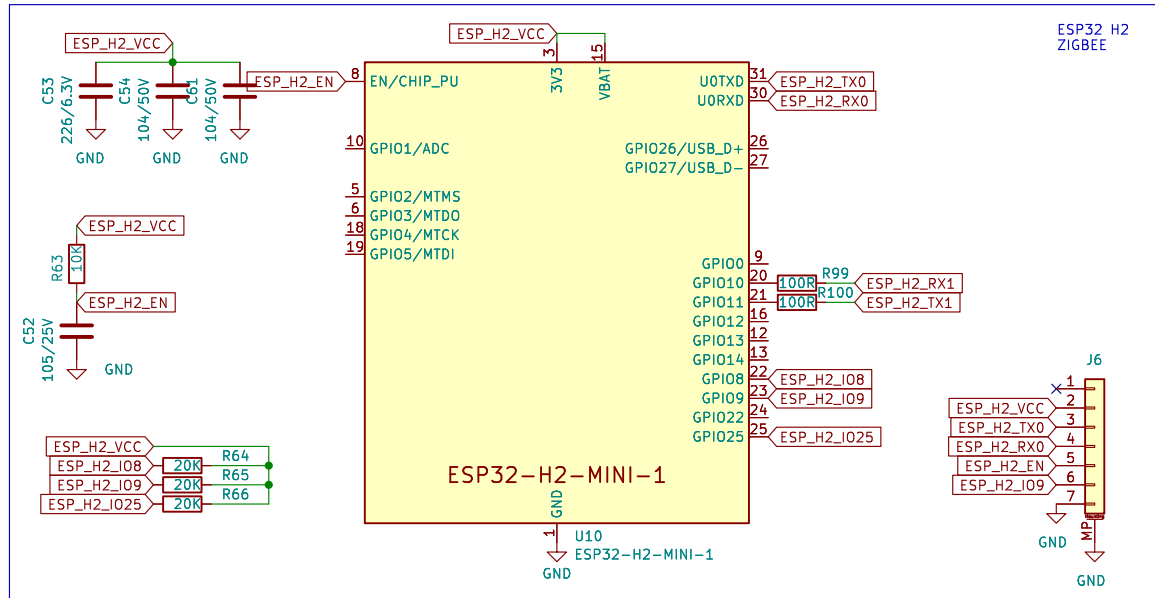 ESP32 H2
ZIGBEE
ESP_H2_VCC
C53
226/6.3V
C54
104/50V
C61
104/50V
GND
GND
GND
ESP_H2_VCC
3
15
ESP_H2_EN
8
EN/CHIP_PU
3V3
VBAT
U0TXD
31
ESP_H2_TX0
U0RXD
30
ESP_H2_RX0
10
GPIO1/ADC
GPIO26/USB_D+
26
GPIO27/USB_D-
27
5
GPIO2/MTMS
6
GPIO3/MTDO
18
GPIO4/MTCK
19
GPIO5/MTDI
GPIO0
9
GPIO10
20
100R
R99
ESP_H2_RX1
GPIO11
21
100R
R100
ESP_H2_TX1
GPIO12
16
GPIO13
12
GPIO14
13
GPIO8
22
ESP_H2_IO8
GPIO9
23
ESP_H2_IO9
GPIO22
24
GPIO25
25
ESP_H2_IO25
ESP32-H2-MINI-1
GND
1
U10
ESP32-H2-MINI-1
GND
ESP_H2_VCC
R63
10K
ESP_H2_EN
C52
105/25V
GND
ESP_H2_VCC
ESP_H2_IO8
20K
R64
ESP_H2_IO9
20K
R65
ESP_H2_IO25
20K
R66
J6
1
ESP_H2_VCC
2
ESP_H2_TX0
3
ESP_H2_RX0
4
ESP_H2_EN
5
ESP_H2_IO9
6
7
GND
MP
GND